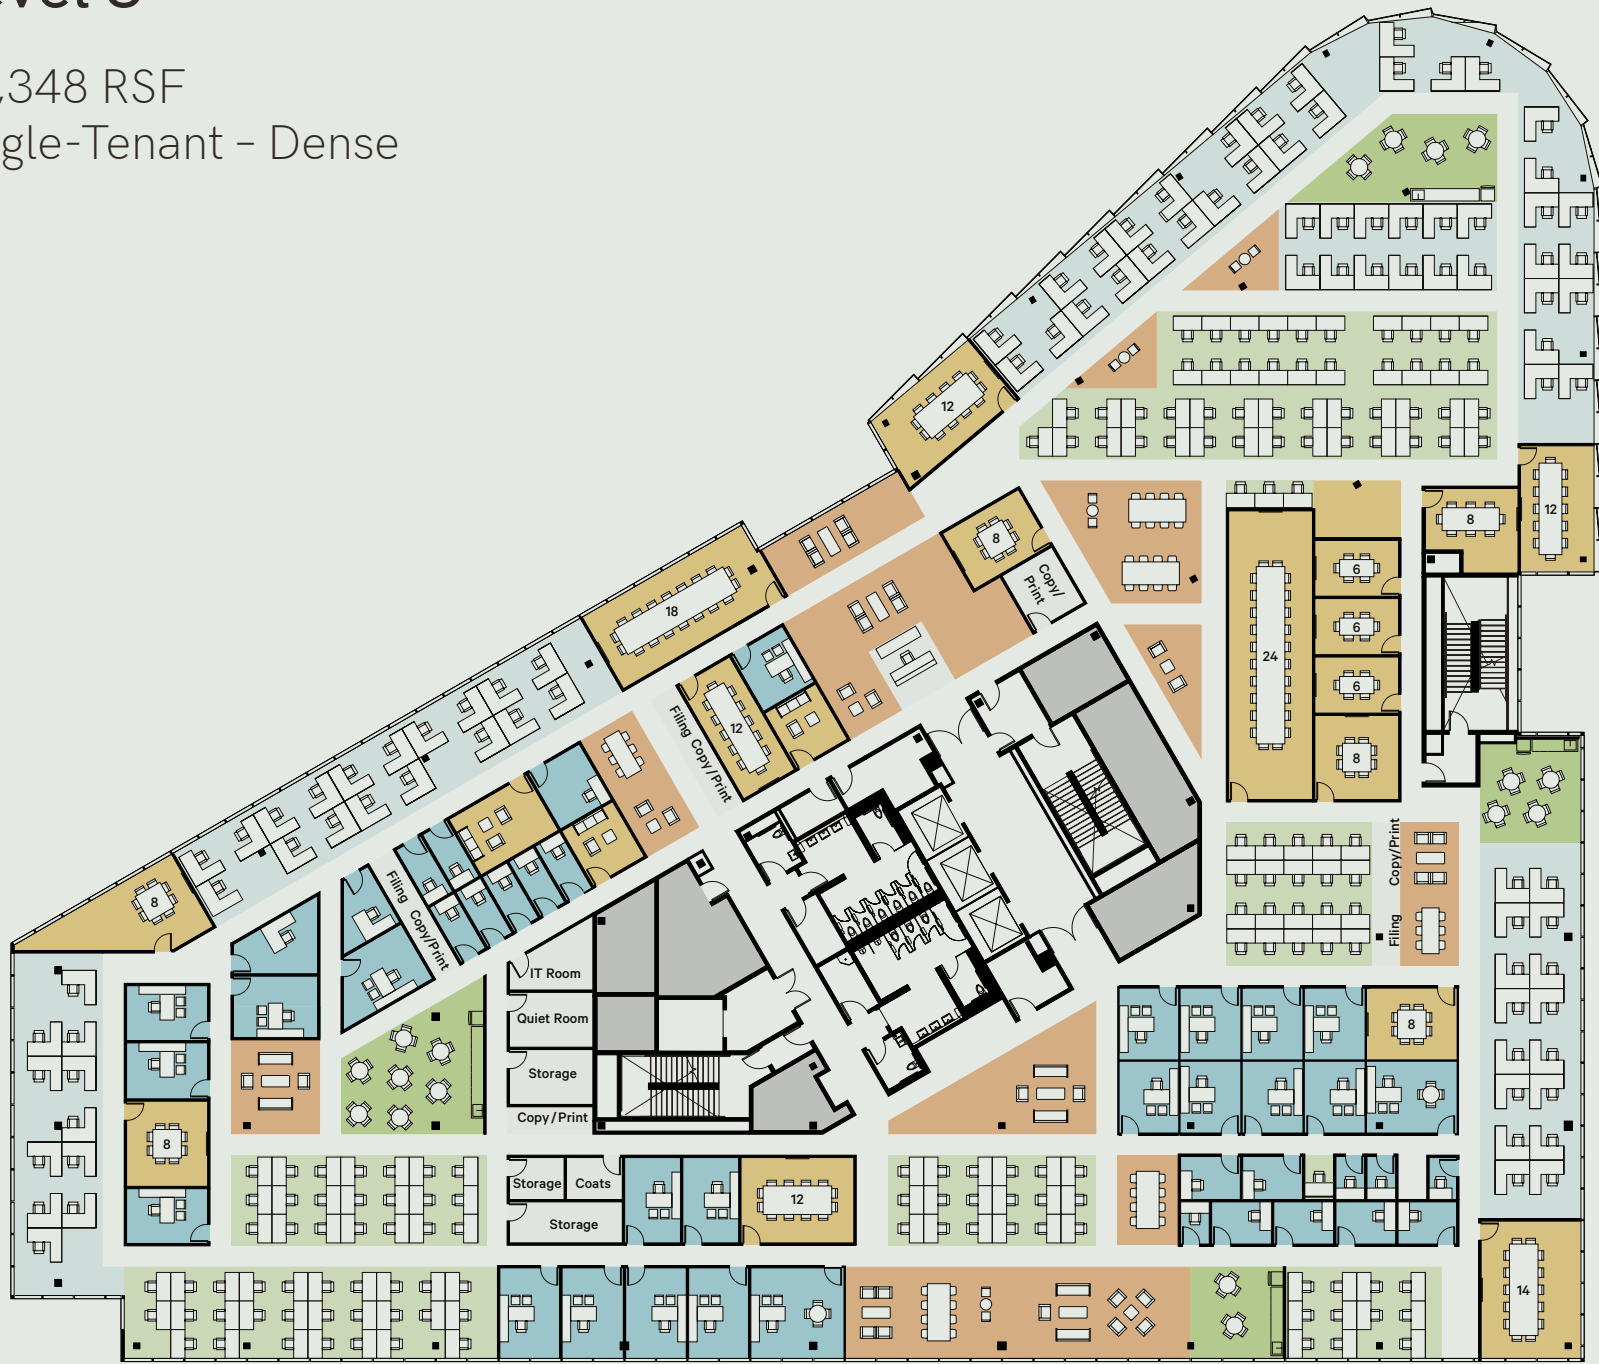 ,348 RSF
gle-Tenant – Dense
12
8
12
12
8
6
18
Copy/
Print
6
24
6
12
Filing Copy/Print
8
8
Filing Copy/Print
Filing Copy/Print
IT Room
Quiet Room
8
Storage
Copy/Print
8
Storage
Coats
12
Storage
14